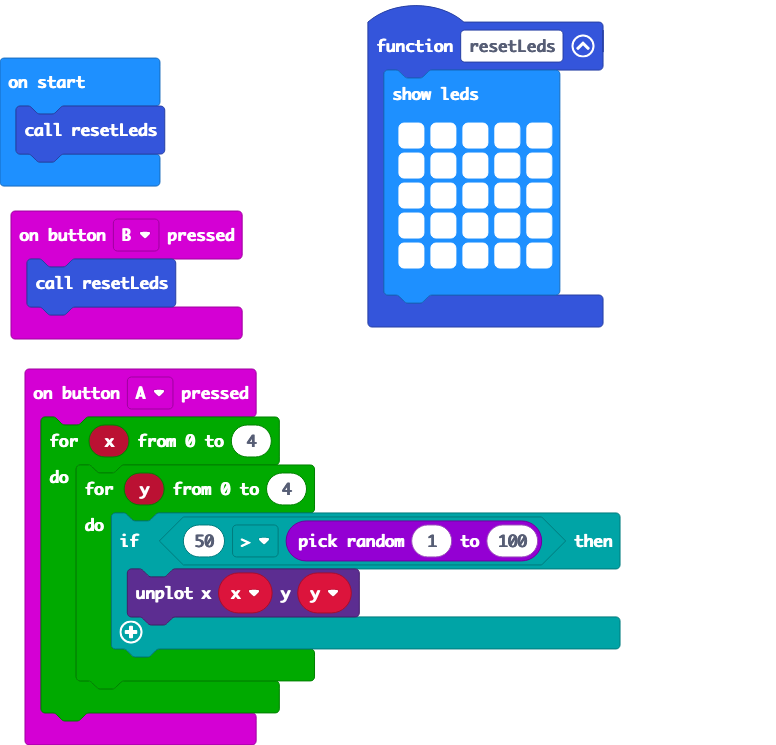 function resetLeds
show leds
on start
call resetLeds
on button B pressed
call resetLeds
on button A pressed
for x from 0 to 4
do
for y from 0 to 4
do
if 50 > pick random 1 to 100 then
unplot x x y y